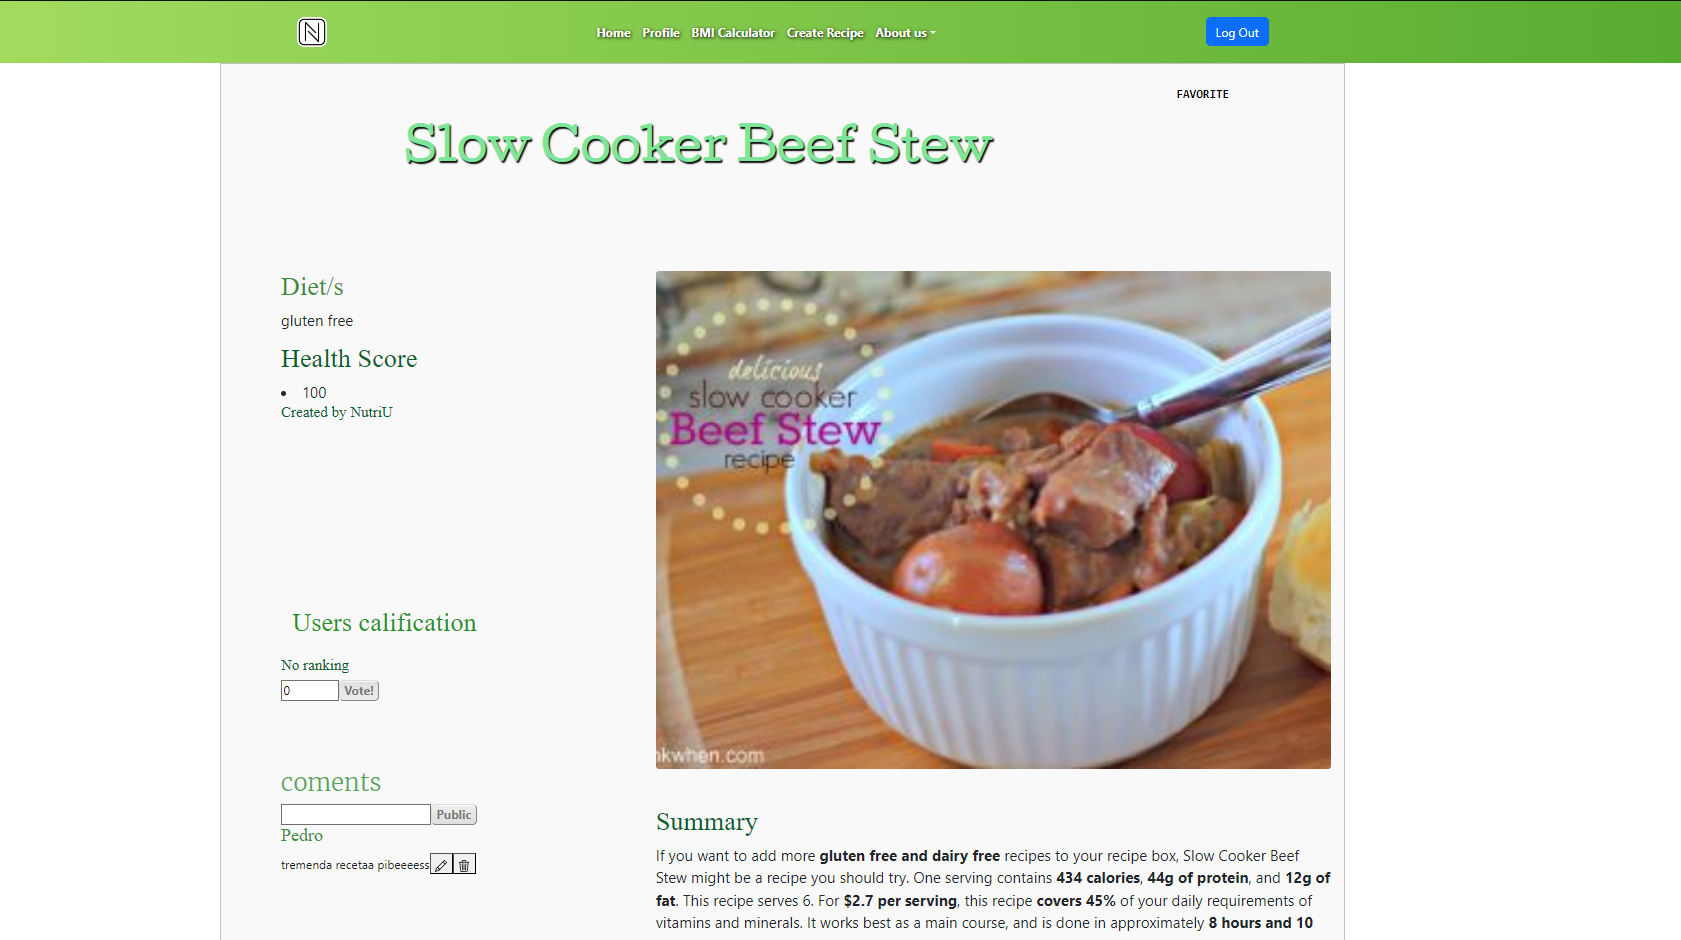 N
Home Profile BMI Calculator Create Recipe About us
Log Out
FAVORITE
Slow Cooker Beef Stew
Diet/s
gluten free
Health Score
100
Created by NutriU
Users calification
No ranking
0 Vote!
coments
Public
Pedro
tremenda recetaa pibeeeess
delicious
slow cooker
Beef Stew
recipe
nkwhen.com
Summary
If you want to add more gluten free and dairy free recipes to your recipe box, Slow Cooker Beef
Stew might be a recipe you should try. One serving contains 434 calories, 44g of protein, and 12g of
fat. This recipe serves 6. For $2.7 per serving, this recipe covers 45% of your daily requirements of
vitamins and minerals. It works best as a main course, and is done in approximately 8 hours and 10